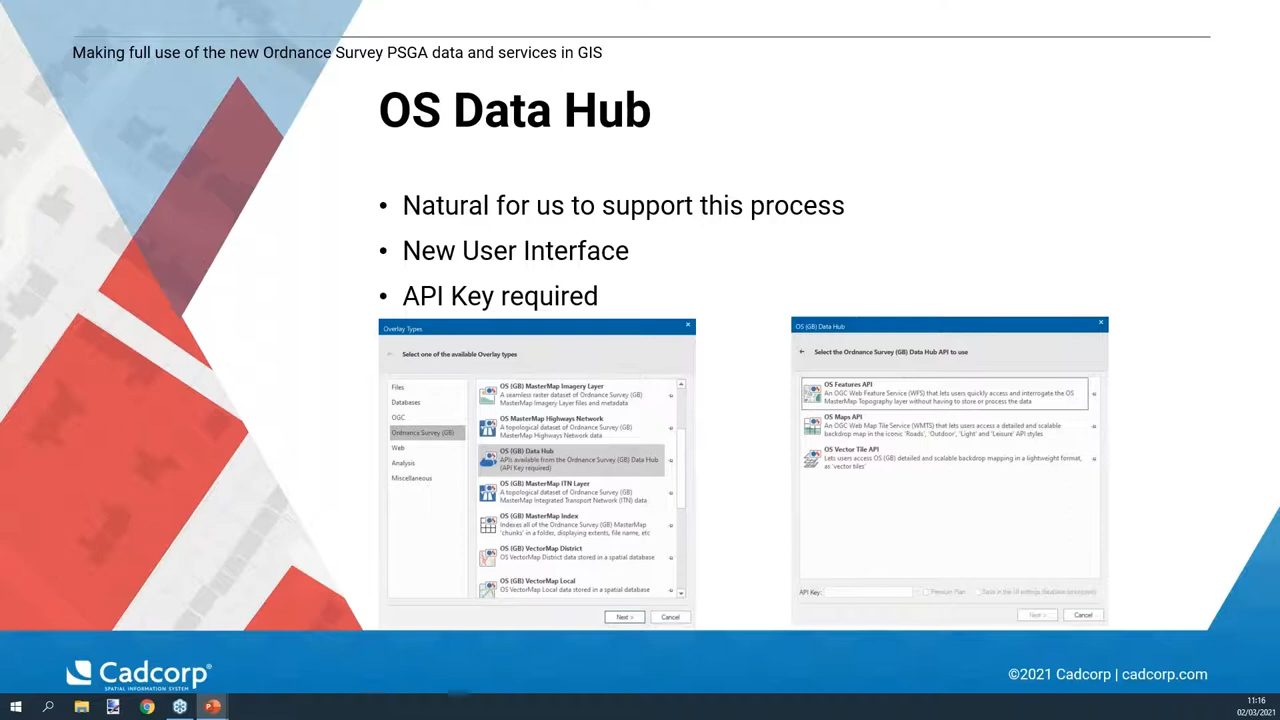 Making full use of the new Ordnance Survey PSGA data and services in GIS
OS Data Hub
• Natural for us to support this process
• New User Interface
• API Key required
Overlay Types
Select one of the available Overlay types
Files
Databases
OGC
Ordnance Survey (GB)
Web
Analysis
Miscellaneous
OS (GB) MasterMap Imagery Layer
A seamless raster dataset of Ordnance Survey (GB)
MasterMap Imagery Layer files and metadata
OS MasterMap Highways Network
A topological dataset of Ordnance Survey (GB)
MasterMap Highways Network data
OS (GB) Data Hub
APIs available from the Ordnance Survey (GB) Data Hub
(API Key required)
OS (GB) MasterMap ITN Layer
A topological dataset of Ordnance Survey (GB)
MasterMap Integrated Transport Network (ITN) data
OS (GB) MasterMap Index
Indexes all of the Ordnance Survey (GB) MasterMap
'chunks' in a folder, displaying extents, file name, etc
OS (GB) VectorMap District
OS VectorMap District data stored in a spatial database
OS (GB) VectorMap Local
OS VectorMap Local data stored in a spatial database
Next >
Cancel
OS (GB) Data Hub
Select the Ordnance Survey (GB) Data Hub API to use
OS Features API
An OGC Web Feature Service (WFS) that lets users quickly access and interrogate the OS
MasterMap Topography layer without having to store or process the data
OS Maps API
An OGC Web Map Tile Service (WMTS) that lets users access a detailed and scalable
backdrop map in the iconic 'Roads', 'Outdoor', 'Light' and 'Leisure' API styles
OS Vector Tile API
Lets users access OS (GB) detailed and scalable backdrop mapping in a lightweight format,
as 'vector tiles'
API Key:
Premium Plan
Save in the UI settings database (encrypted)
Next >
Cancel
Cadcorp®
SPATIAL INFORMATION SYSTEM
©2021 Cadcorp | cadcorp.com
11:16
02/03/2021